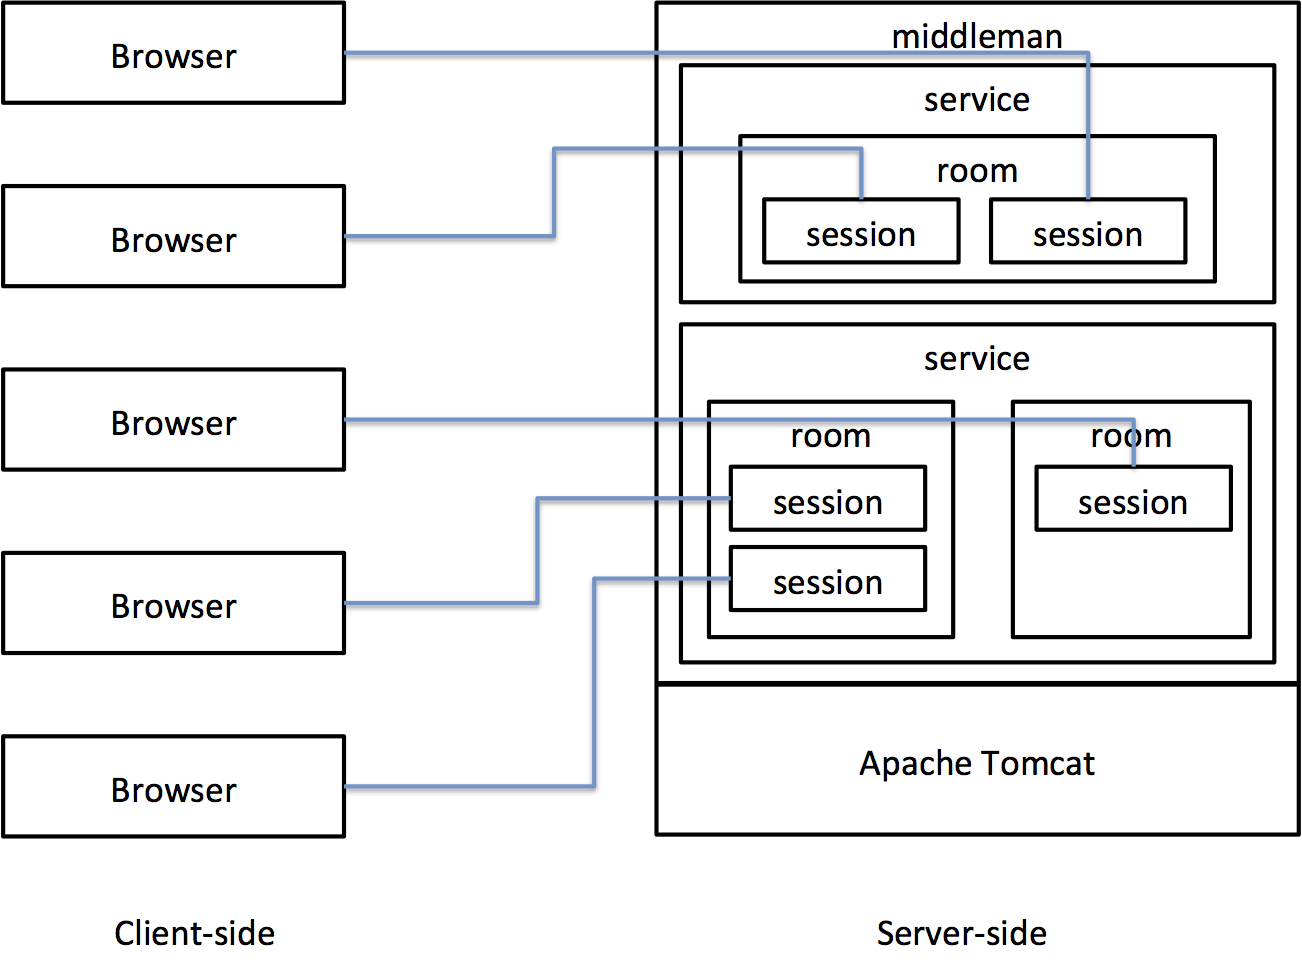 Browser
middleman
service
Browser
room
session
session
service
Browser
room
room
session
session
Browser
session
Browser
Apache Tomcat
Client-side
Server-side